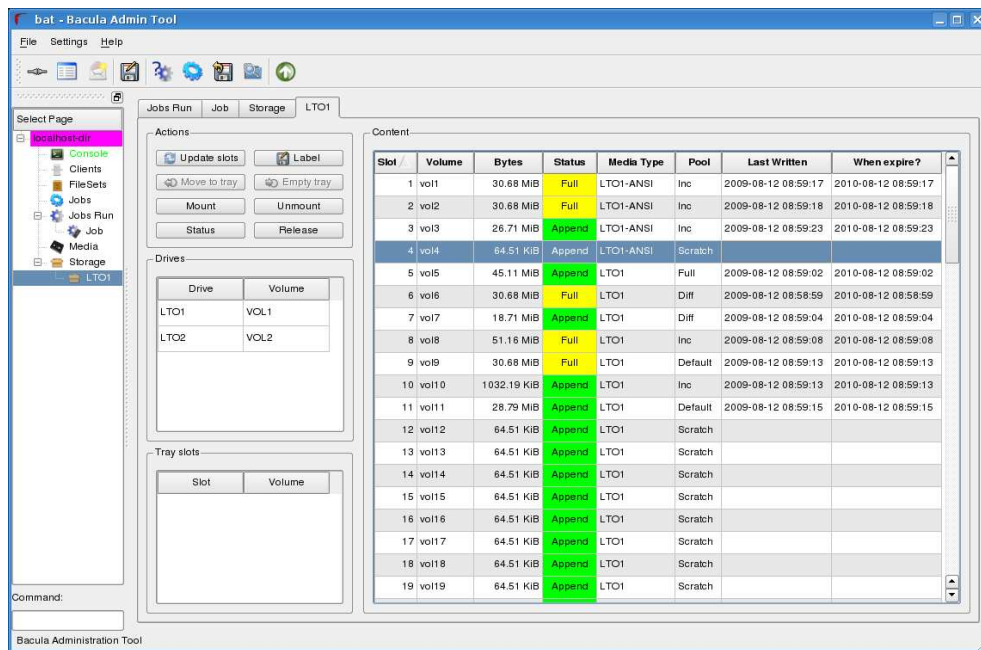 bat - Bacula Admin Tool
File Settings Help
Select Page
localhost-dir
Console
Clients
FileSets
Jobs
Jobs Run
Job
Media
Storage
LTO1
Command:
Jobs Run Job Storage LTO1
Actions
Update slots Label
Move to tray Empty tray
Mount Unmount
Status Release
Drives
Drive Volume
LTO1 VOL1
LTO2 VOL2
Tray slots
Slot Volume
Content
Slot Volume Bytes Status Media Type Pool Last Written When expire?
1 vol1 30.68 MiB Full LTO1-ANSI Inc 2009-08-12 08:59:17 2010-08-12 08:59:17
2 vol2 30.68 MiB Full LTO1-ANSI Inc 2009-08-12 08:59:18 2010-08-12 08:59:18
3 vol3 26.71 MiB Append LTO1-ANSI Inc 2009-08-12 08:59:23 2010-08-12 08:59:23
4 vol4 64.51 KiB Append LTO1-ANSI Scratch
5 vol5 45.11 MiB Append LTO1 Full 2009-08-12 08:59:02 2010-08-12 08:59:02
6 vol6 30.68 MiB Full LTO1 Diff 2009-08-12 08:58:59 2010-08-12 08:58:59
7 vol7 18.71 MiB Append LTO1 Diff 2009-08-12 08:59:04 2010-08-12 08:59:04
8 vol8 51.16 MiB Full LTO1 Inc 2009-08-12 08:59:08 2010-08-12 08:59:08
9 vol9 30.68 MiB Full LTO1 Default 2009-08-12 08:59:13 2010-08-12 08:59:13
10 vol10 1032.19 KiB Append LTO1 Inc 2009-08-12 08:59:13 2010-08-12 08:59:13
11 vol11 28.79 MiB Append LTO1 Default 2009-08-12 08:59:15 2010-08-12 08:59:15
12 vol12 64.51 KiB Append LTO1 Scratch
13 vol13 64.51 KiB Append LTO1 Scratch
14 vol14 64.51 KiB Append LTO1 Scratch
15 vol15 64.51 KiB Append LTO1 Scratch
16 vol16 64.51 KiB Append LTO1 Scratch
17 vol17 64.51 KiB Append LTO1 Scratch
18 vol18 64.51 KiB Append LTO1 Scratch
19 vol19 64.51 KiB Append LTO1 Scratch
Bacula Administration Tool